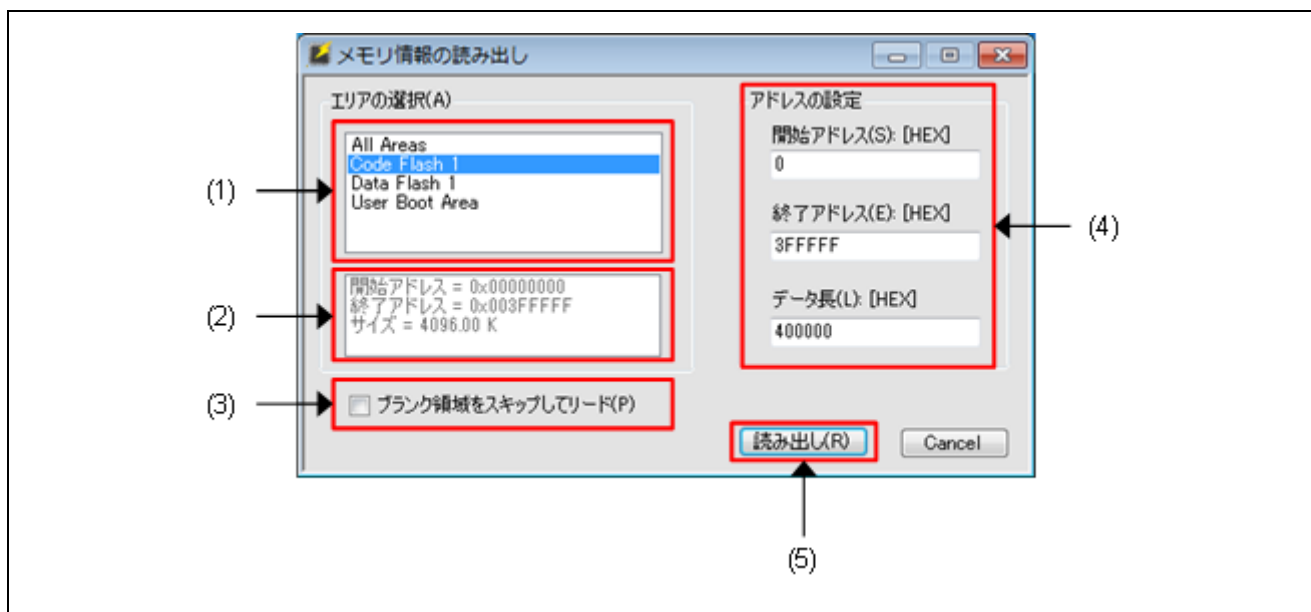 メモリ情報の読み出し
エリアの選択(A)
All Areas
Code Flash 1
Data Flash 1
User Boot Area
開始アドレス = 0x00000000
終了アドレス = 0x003FFFFF
サイズ = 4096.00 K
ブランク領域をスキップしてリード(P)
アドレスの設定
開始アドレス(S): [HEX]
0
終了アドレス(E): [HEX]
3FFFFF
データ長(L): [HEX]
400000
読み出し(R)
Cancel
(1)
(2)
(3)
(4)
(5)